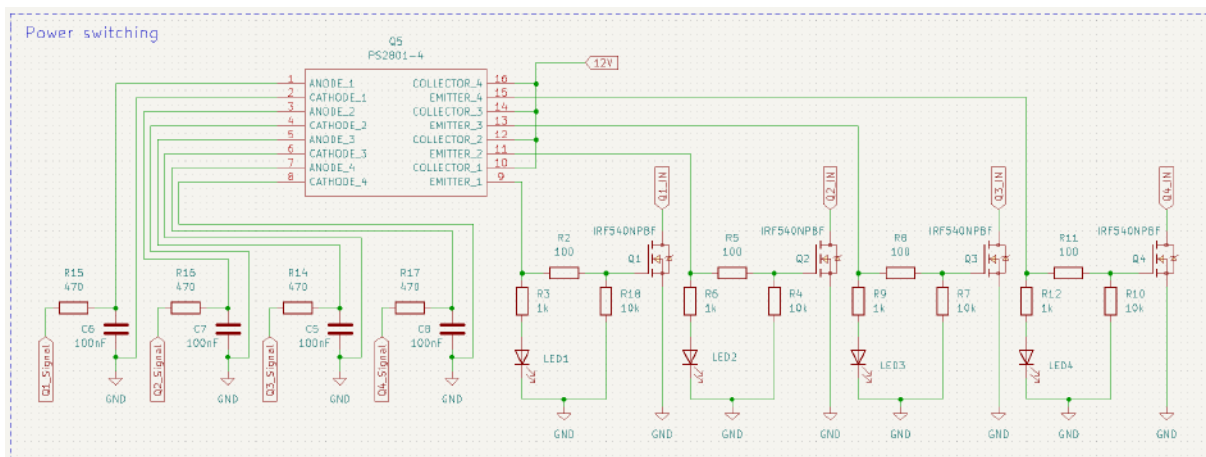 Power switching
Q5
PS2801-4
1 ANODE_1 COLLECTOR_4 16
2 CATHODE_1 EMITTER_4 15
3 ANODE_2 COLLECTOR_3 14
4 CATHODE_2 EMITTER_3 13
5 ANODE_3 COLLECTOR_2 12
6 CATHODE_3 EMITTER_2 11
7 ANODE_4 COLLECTOR_1 10
8 CATHODE_4 EMITTER_1 9
12V
Q1_IN Q2_IN Q3_IN Q4_IN
IRF540NPBF IRF540NPBF IRF540NPBF IRF540NPBF
R2 R5 R8 R11
100 100 100 100
Q1 Q2 Q3 Q4
R15 R16 R14 R17
470 470 470 470
R3 R18 R6 R4 R9 R7 R12 R10
1k 10k 1k 10k 1k 10k 1k 10k
C6 C7 C5 C8
100nF 100nF 100nF 100nF
LED1 LED2 LED3 LED4
Q1_Signal Q2_Signal Q3_Signal Q4_Signal
GND GND GND GND
GND GND GND GND GND GND GND GND